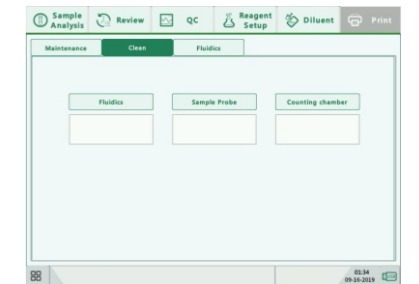 Sample Analysis Review QC Reagent Setup Diluent Print
Maintenance Clean Fluidics
Fluidics Sample Probe Counting chamber
01:34
09-16-2019